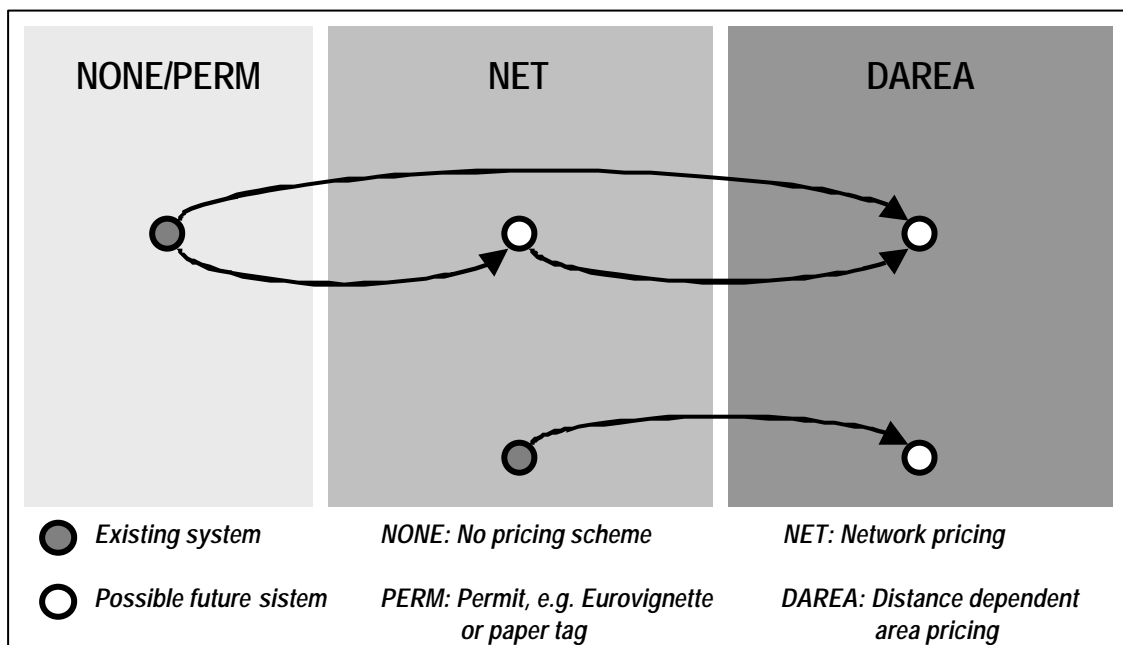 NONE/PERM
NET
DAREA
Existing system
NONE: No pricing scheme
NET: Network pricing
Possible future sistem
PERM: Permit, e.g. Eurovignette
or paper tag
DAREA: Distance dependent
area pricing